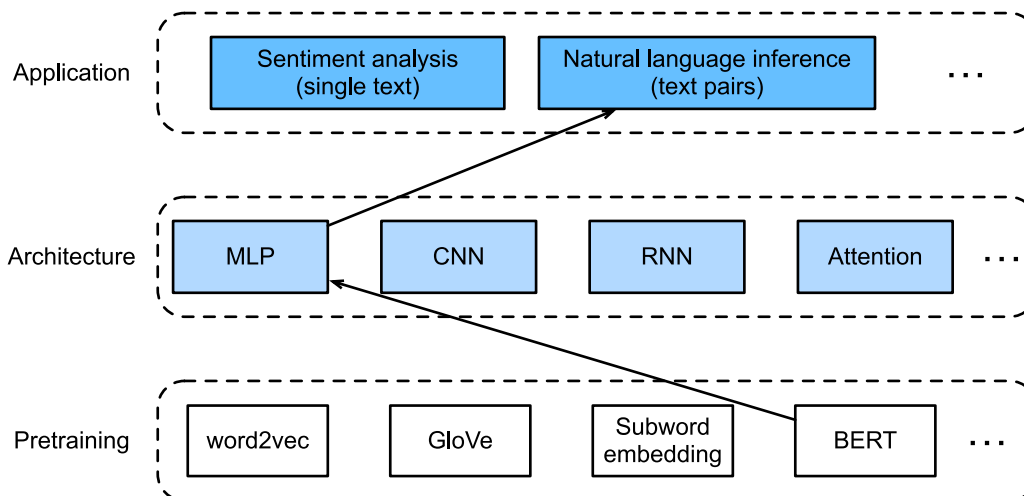 Application
Sentiment analysis
(single text)
Natural language inference
(text pairs)
...
Architecture
MLP
CNN
RNN
Attention
...
Pretraining
word2vec
GloVe
Subword
embedding
BERT
...